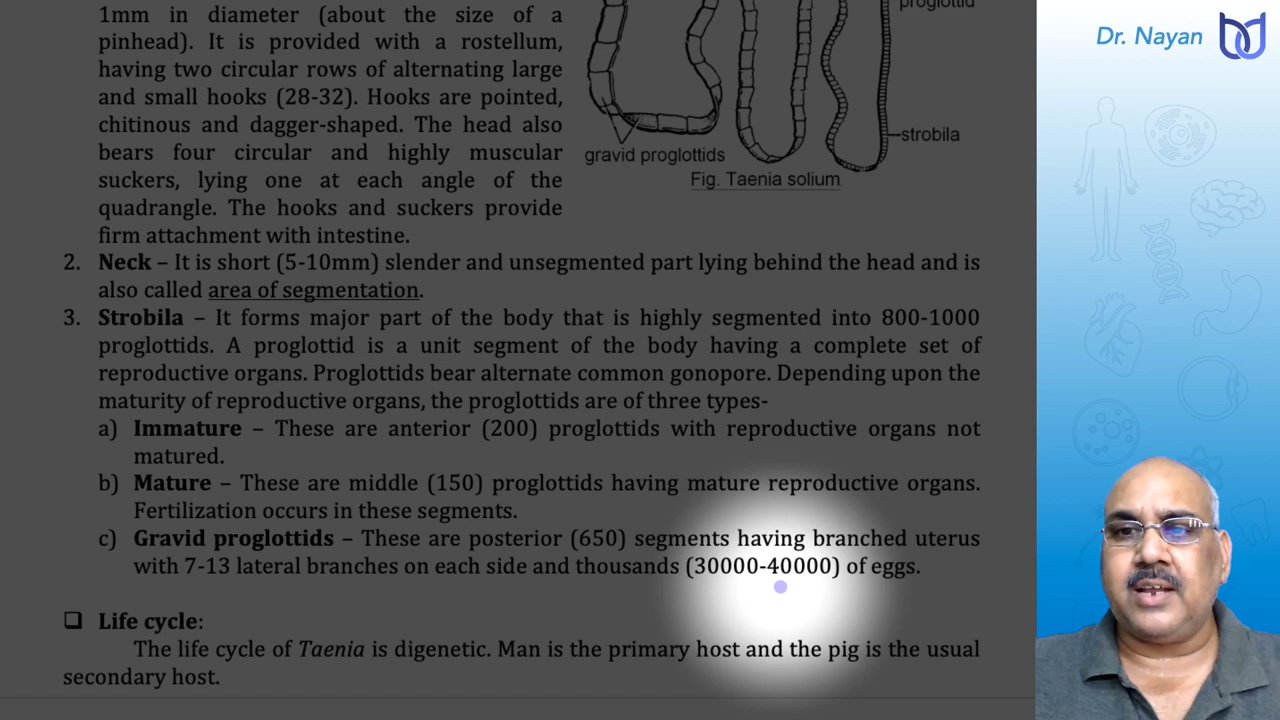 1mm in diameter (about the size of a
pinhead). It is provided with a rostellum,
having two circular rows of alternating large
and small hooks (28-32). Hooks are pointed,
chitinous and dagger-shaped. The head also
bears four circular and highly muscular
suckers, lying one at each angle of the
quadrangle. The hooks and suckers provide
firm attachment with intestine.
proglottid
strobila
gravid proglottids
Fig. Taenia solium
2. Neck – It is short (5-10mm) slender and unsegmented part lying behind the head and is
also called area of segmentation.
3. Strobila – It forms major part of the body that is highly segmented into 800-1000
proglottids. A proglottid is a unit segment of the body having a complete set of
reproductive organs. Proglottids bear alternate common gonopore. Depending upon the
maturity of reproductive organs, the proglottids are of three types-
a) Immature – These are anterior (200) proglottids with reproductive organs not
matured.
b) Mature – These are middle (150) proglottids having mature reproductive organs.
Fertilization occurs in these segments.
c) Gravid proglottids – These are posterior (650) segments having branched uterus
with 7-13 lateral branches on each side and thousands (30000-40000) of eggs.
❑ Life cycle:
The life cycle of Taenia is digenetic. Man is the primary host and the pig is the usual
secondary host.
Dr. Nayan